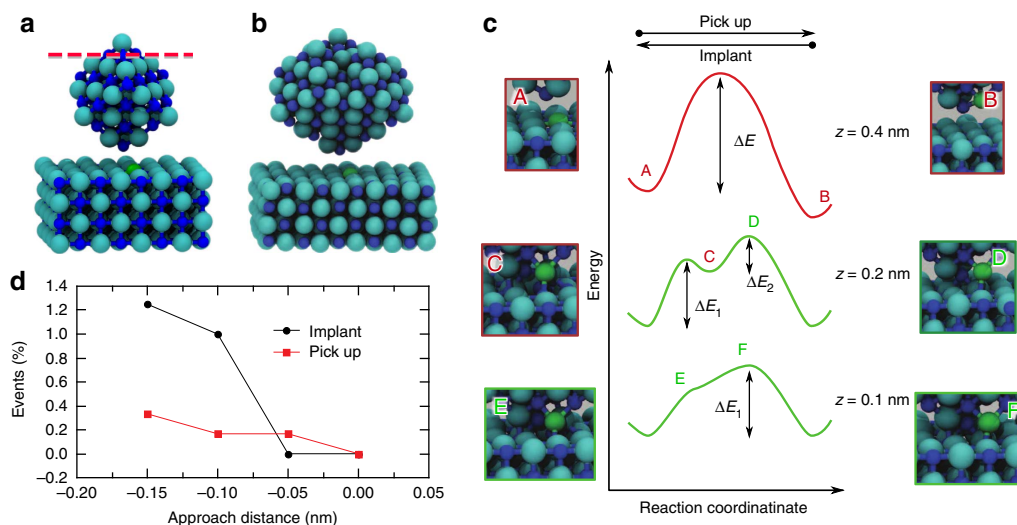 a
b
c
Pick up
Implant
A
B
z = 0.4 nm
ΔE
A
B
D
C
C
D
z = 0.2 nm
ΔE2
ΔE1
Energy
F
E
E
F
z = 0.1 nm
ΔE1
Reaction coordinatinate
d
1.4
1.2
1.0
0.8
0.6
0.4
0.2
0.0
–0.2
Events (%)
Implant
Pick up
–0.20
–0.15
–0.10
–0.05
0.00
0.05
Approach distance (nm)